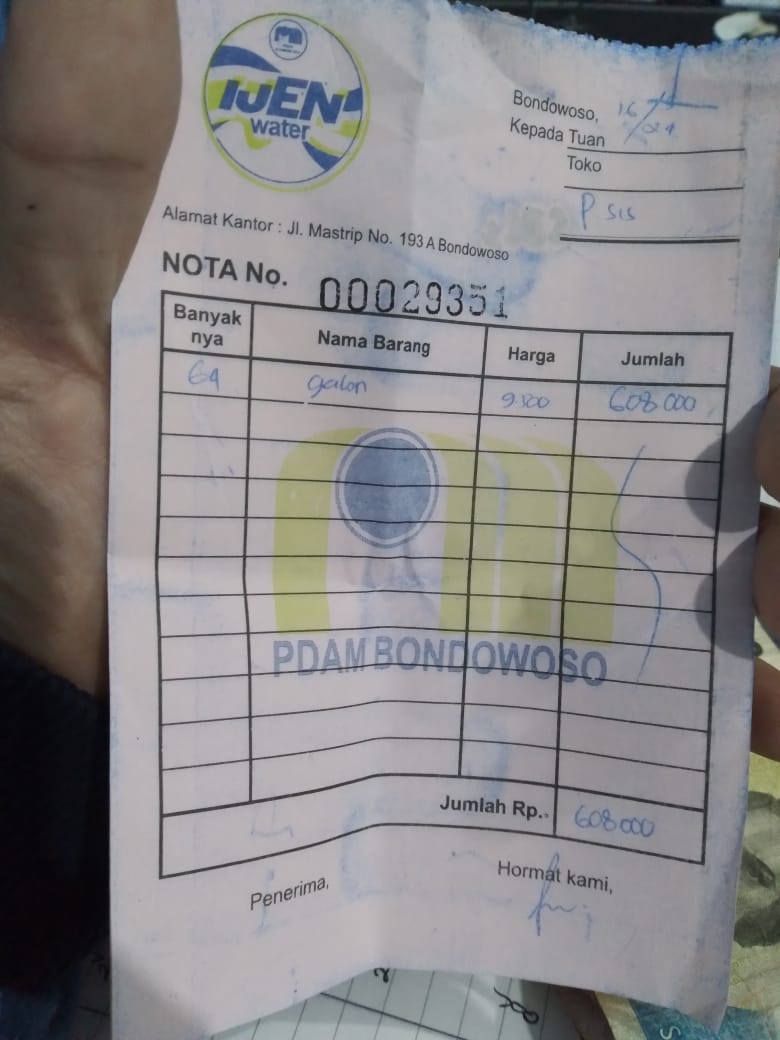 IJEN
water
Bondowoso, 16/
/24
Kepada Tuan
Toko
P sis
Alamat Kantor : Jl. Mastrip No. 193 A Bondowoso
NOTA No. 00029351
Banyak nya Nama Barang Harga Jumlah
64 galon 9.500 608.000
PDAM BONDOWOSO
Jumlah Rp.. 608000
Penerima, Hormat kami,
700